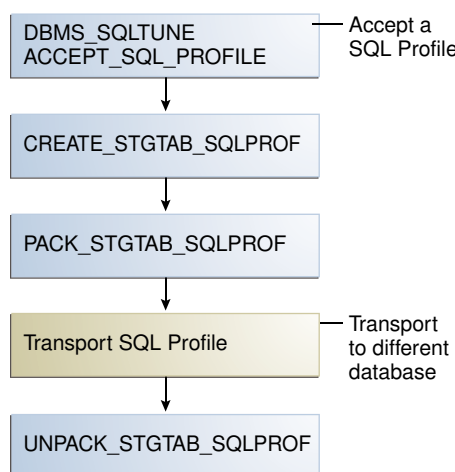 DBMS_SQLTUNE
ACCEPT_SQL_PROFILE
Accept a
SQL Profile
CREATE_STGTAB_SQLPROF
PACK_STGTAB_SQLPROF
Transport SQL Profile
Transport
to different
database
UNPACK_STGTAB_SQLPROF